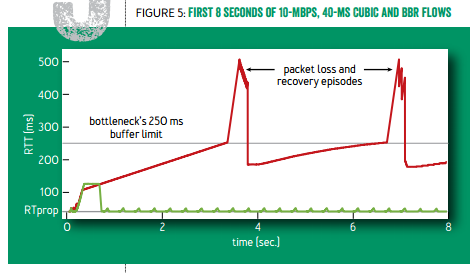 FIGURE 5: FIRST 8 SECONDS OF 10-MBPS, 40-MS CUBIC AND BBR FLOWS
500
packet loss and
recovery episodes
400
bottleneck's 250 ms
buffer limit
300
RTT (ms)
200
100
RTprop
0 2 4 6 8
time (sec.)